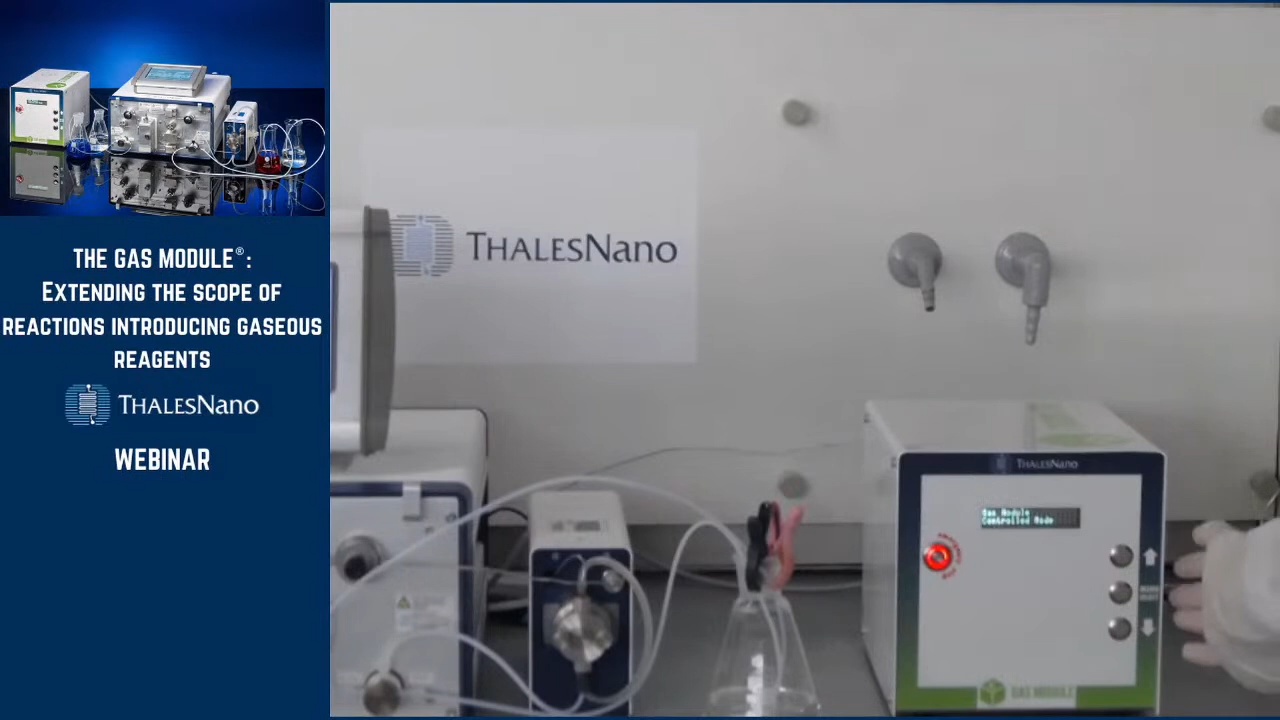 THE GAS MODULE®:
EXTENDING THE SCOPE OF
REACTIONS INTRODUCING GASEOUS
REAGENTS
THALESNano
WEBINAR
THALESNano
THALESNano
Gas Module
Controlled Mode
GAS MODULE